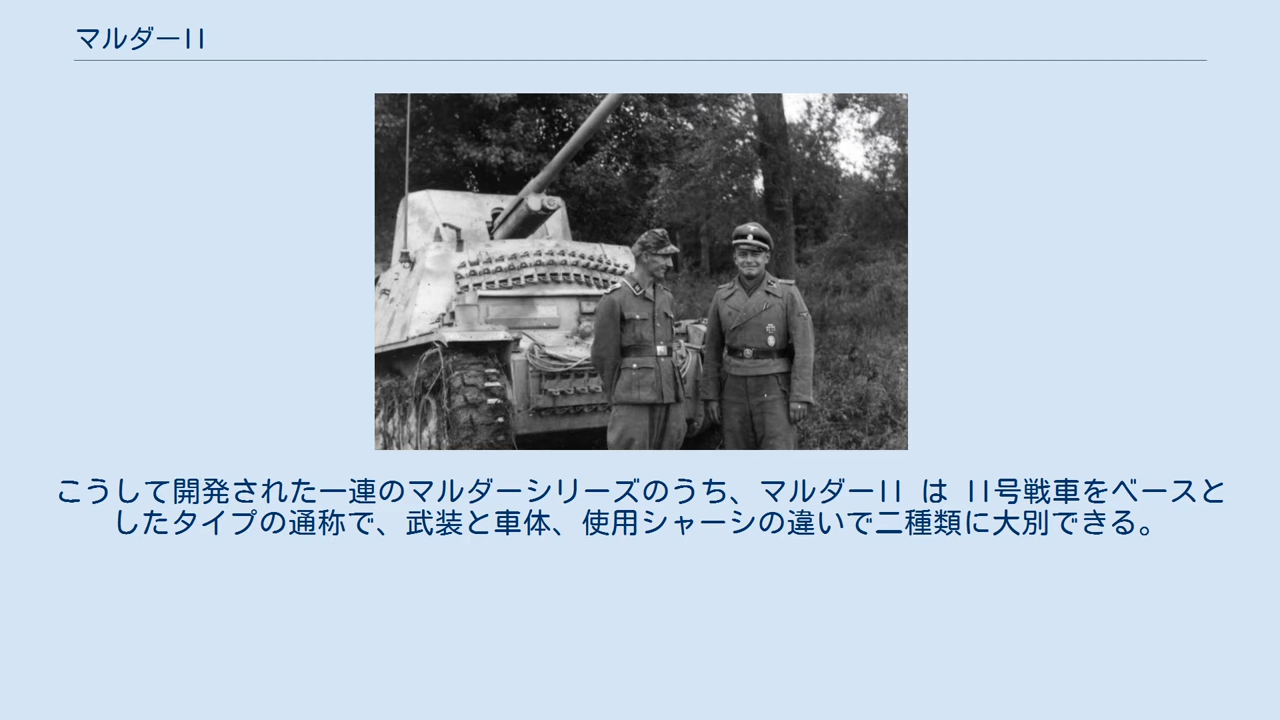 マルダーII
こうして開発された一連のマルダーシリーズのうち、マルダーII は II号戦車をベースと
したタイプの通称で、武装と車体、使用シャーシの違いで二種類に大別できる。